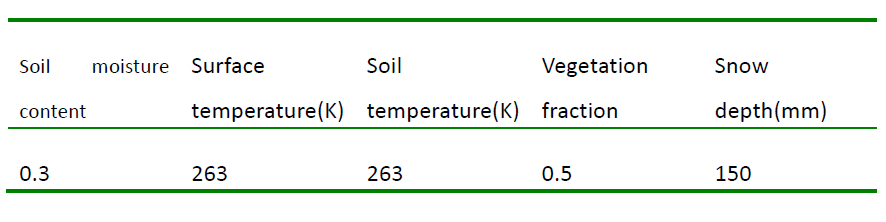 Soil moisture Surface Soil Vegetation Snow
content temperature(K) temperature(K) fraction depth(mm)
0.3 263 263 0.5 150